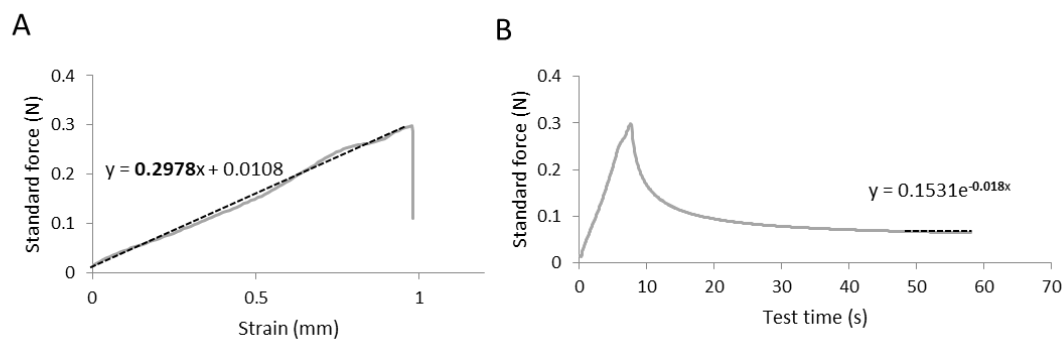 A
Standard force (N)
0.4
0.3
0.2
0.1
0
y = 0.2978x + 0.0108
0 0.5 1
Strain (mm)
B
Standard force (N)
0.4
0.3
0.2
0.1
0
y = 0.1531e^-0.018x
0 10 20 30 40 50 60 70
Test time (s)